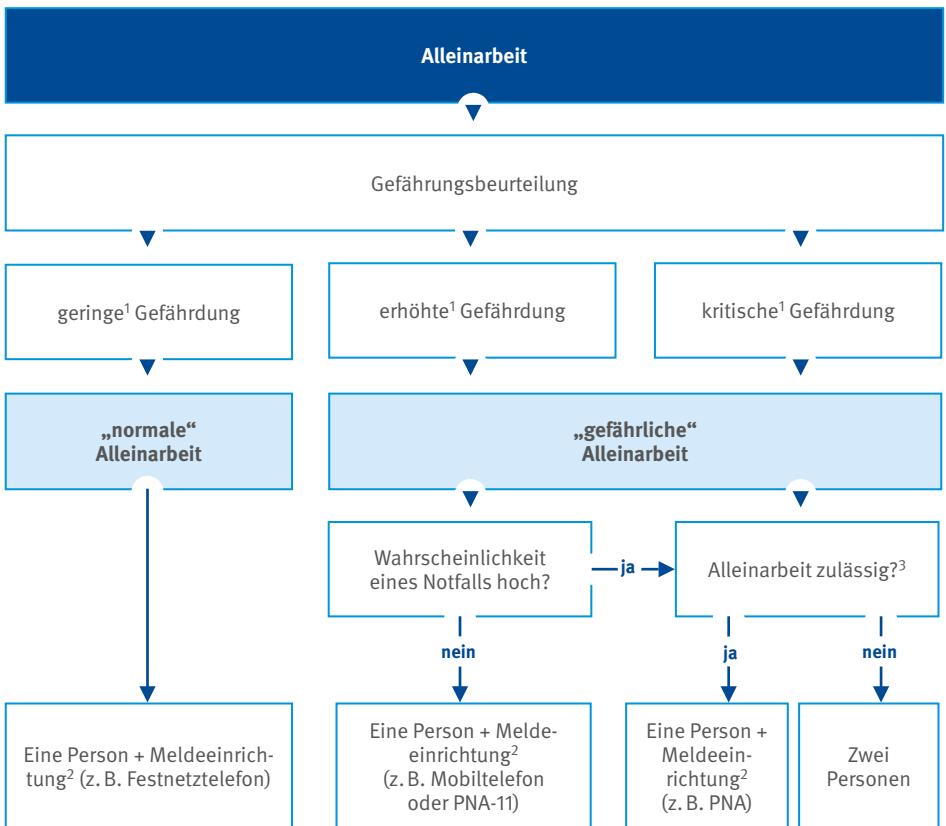 Alleinarbeit
Gefährungsbeurteilung
geringe¹ Gefährdung
erhöhte¹ Gefährdung
kritische¹ Gefährdung
„normale“
Alleinarbeit
„gefährliche“
Alleinarbeit
Wahrscheinlichkeit
eines Notfalls hoch?
ja
Alleinarbeit zulässig?³
nein
ja
nein
Eine Person + Meldeeinrich-
tung² (z. B. Festnetztelefon)
Eine Person + Melde-
einrichtung²
(z. B. Mobiltelefon
oder PNA-11)
Eine Person +
Meldeein-
richtung²
(z. B. PNA)
Zwei
Personen